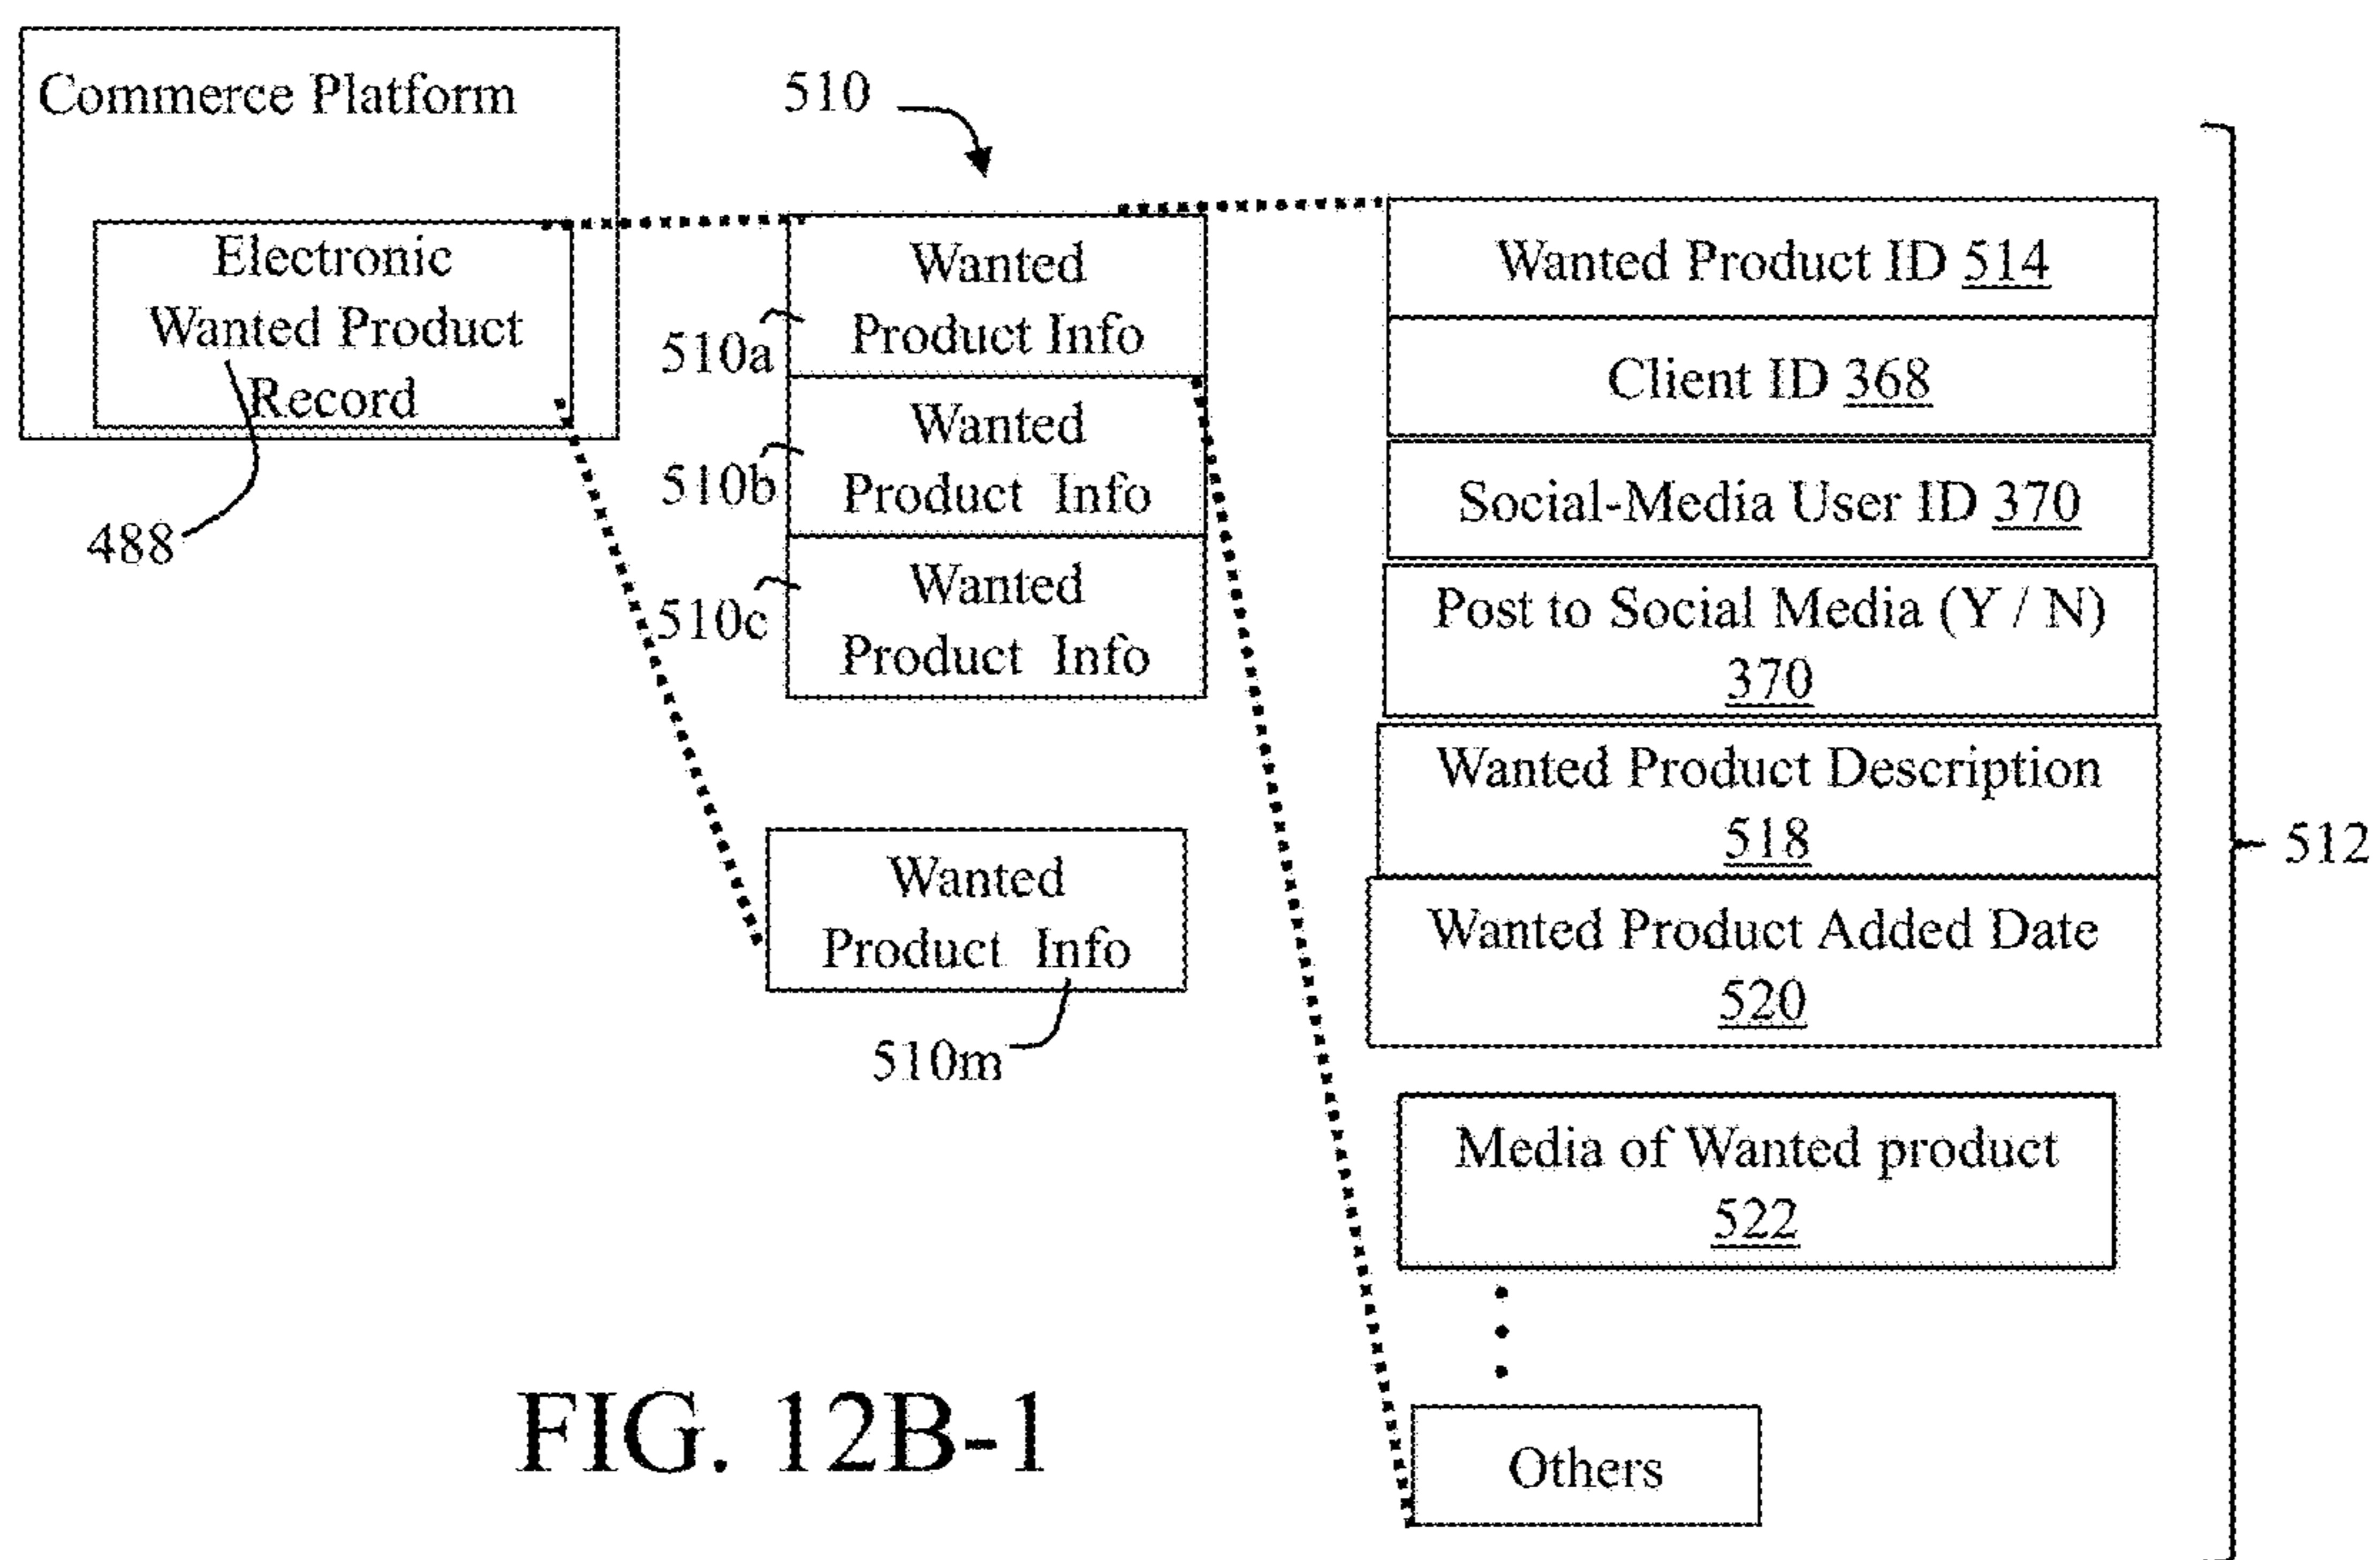 Commerce Platform
Electronic
Wanted Product
Record
488
510
Wanted
Product Info
510a
Wanted
Product Info
510b
Wanted
Product Info
510c
Wanted
Product Info
510m
Wanted Product ID 514
Client ID 368
Social-Media User ID 370
Post to Social Media (Y / N)
370
Wanted Product Description
518
Wanted Product Added Date
520
Media of Wanted product
522
Others
512
FIG. 12B-1